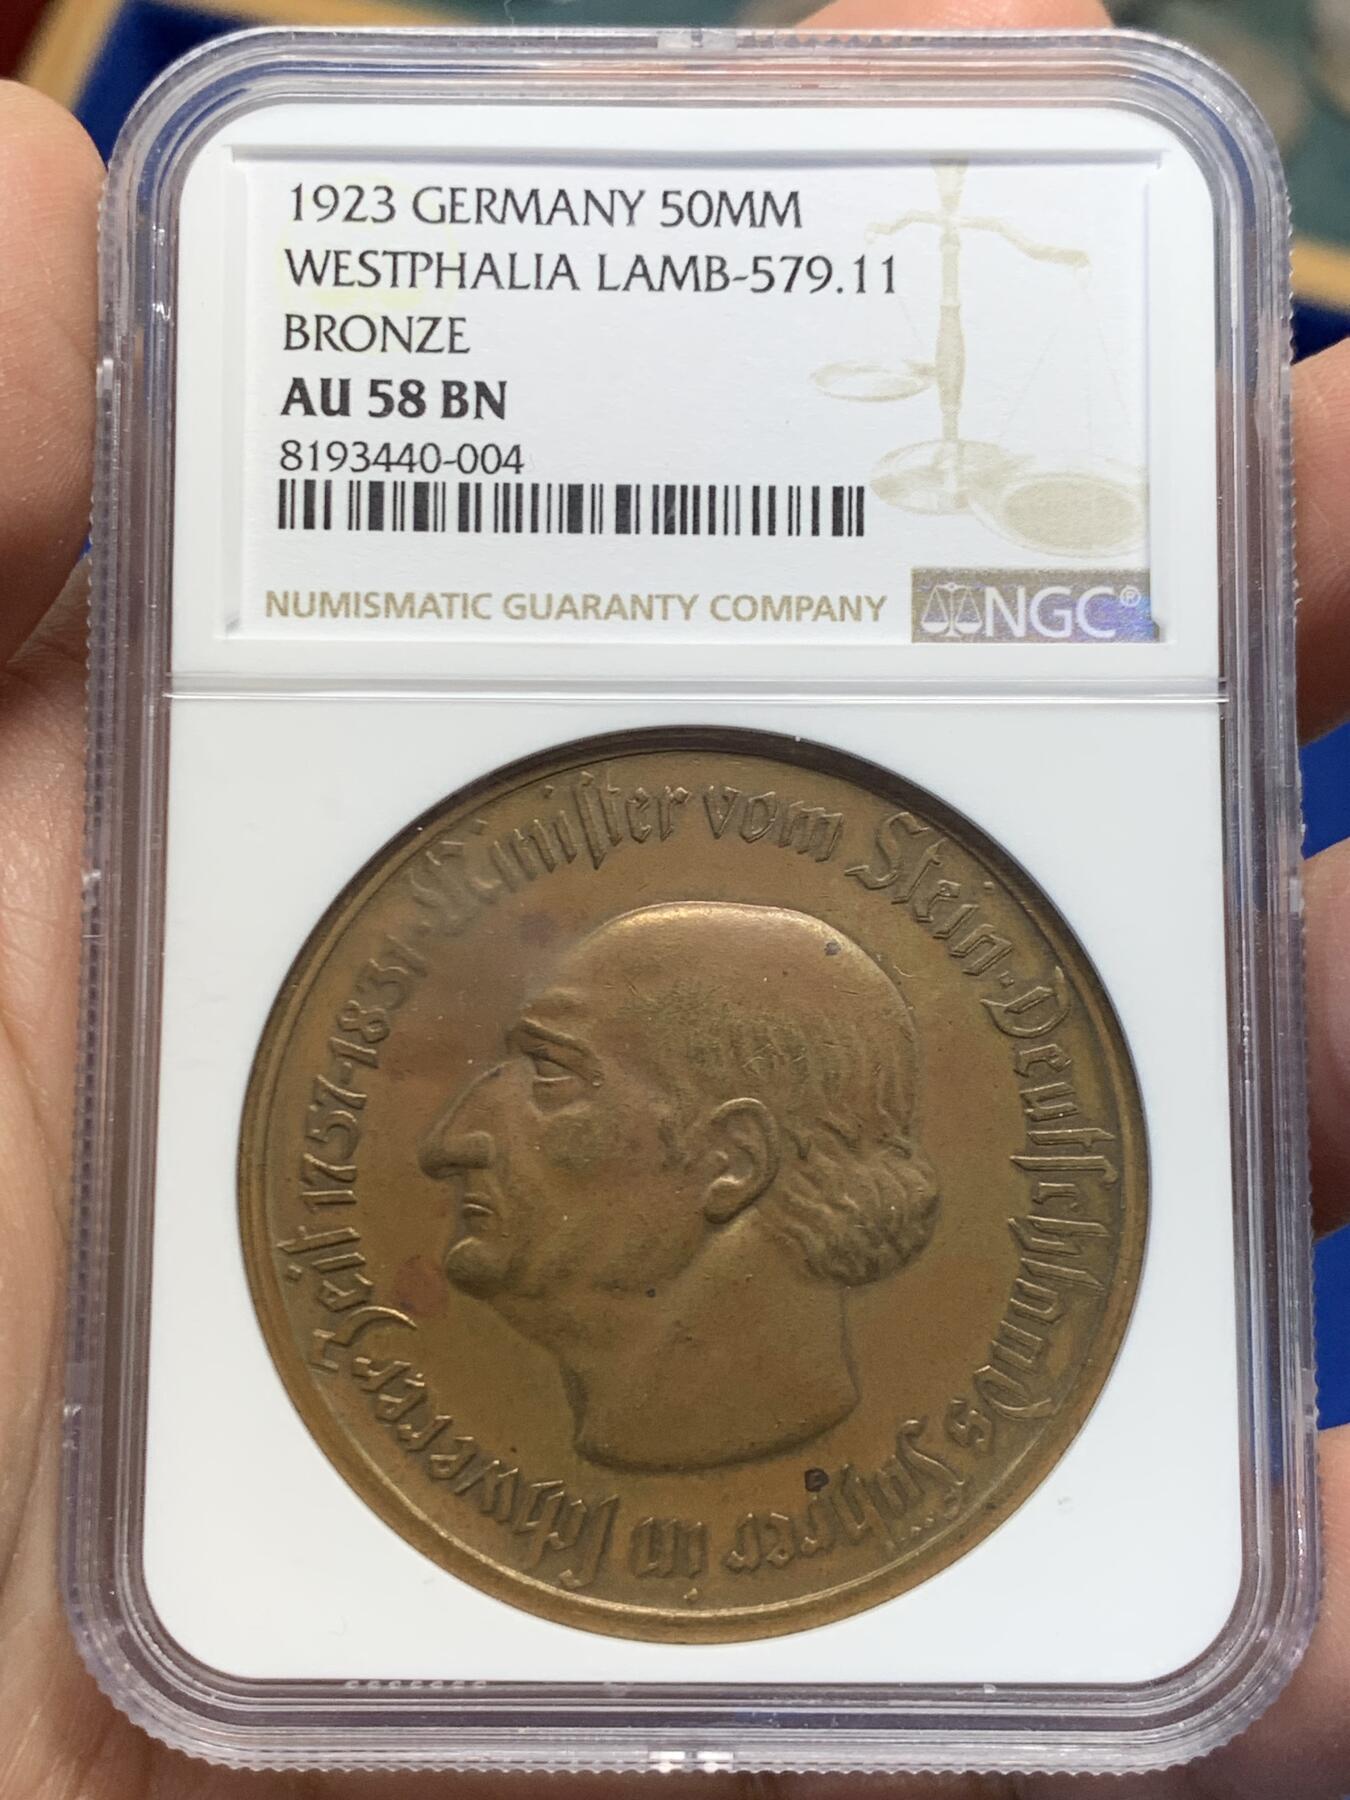 1923 GERMANY 50MM
WESTPHALIA LAMB-579.11
BRONZE
AU 58 BN
8193440-004
NUMISMATIC GUARANTY COMPANY
NGC®
Minister vom Stein·Deutschlands Führer in schwerer Zeit 1757-1831·